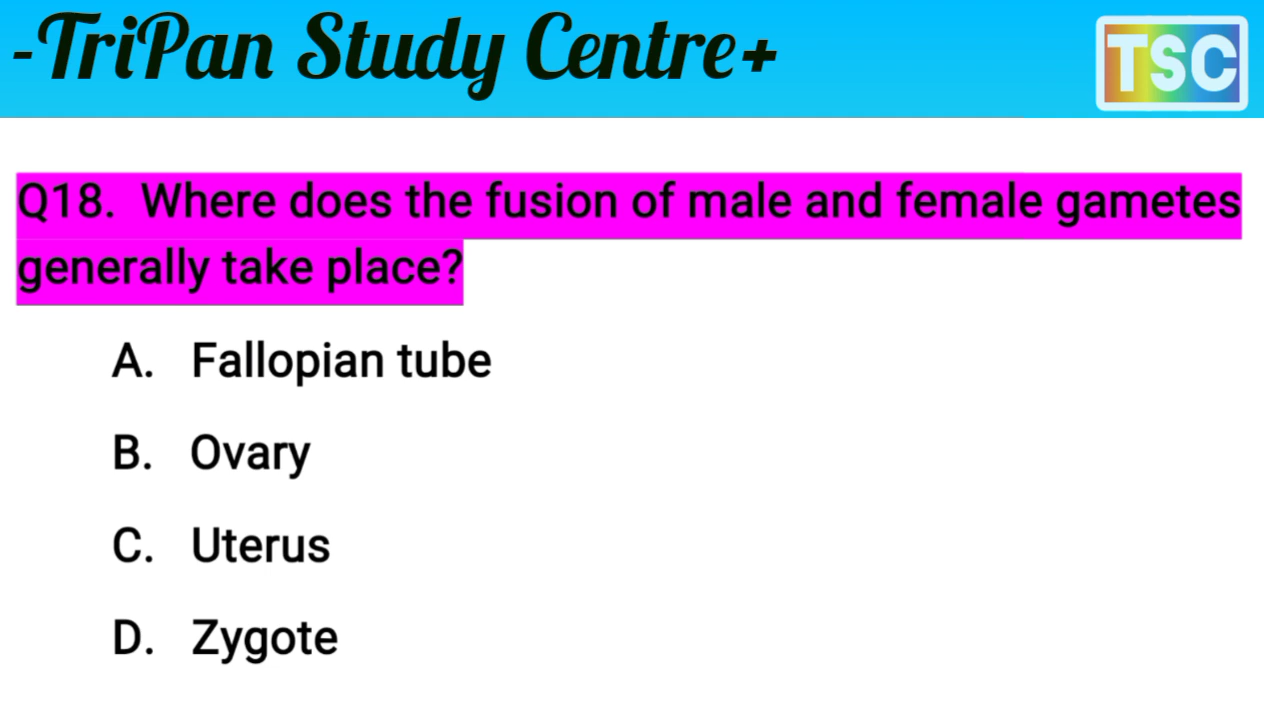 -TriPan Study Centre+
TSC
Q18. Where does the fusion of male and female gametes
generally take place?
A. Fallopian tube
B. Ovary
C. Uterus
D. Zygote